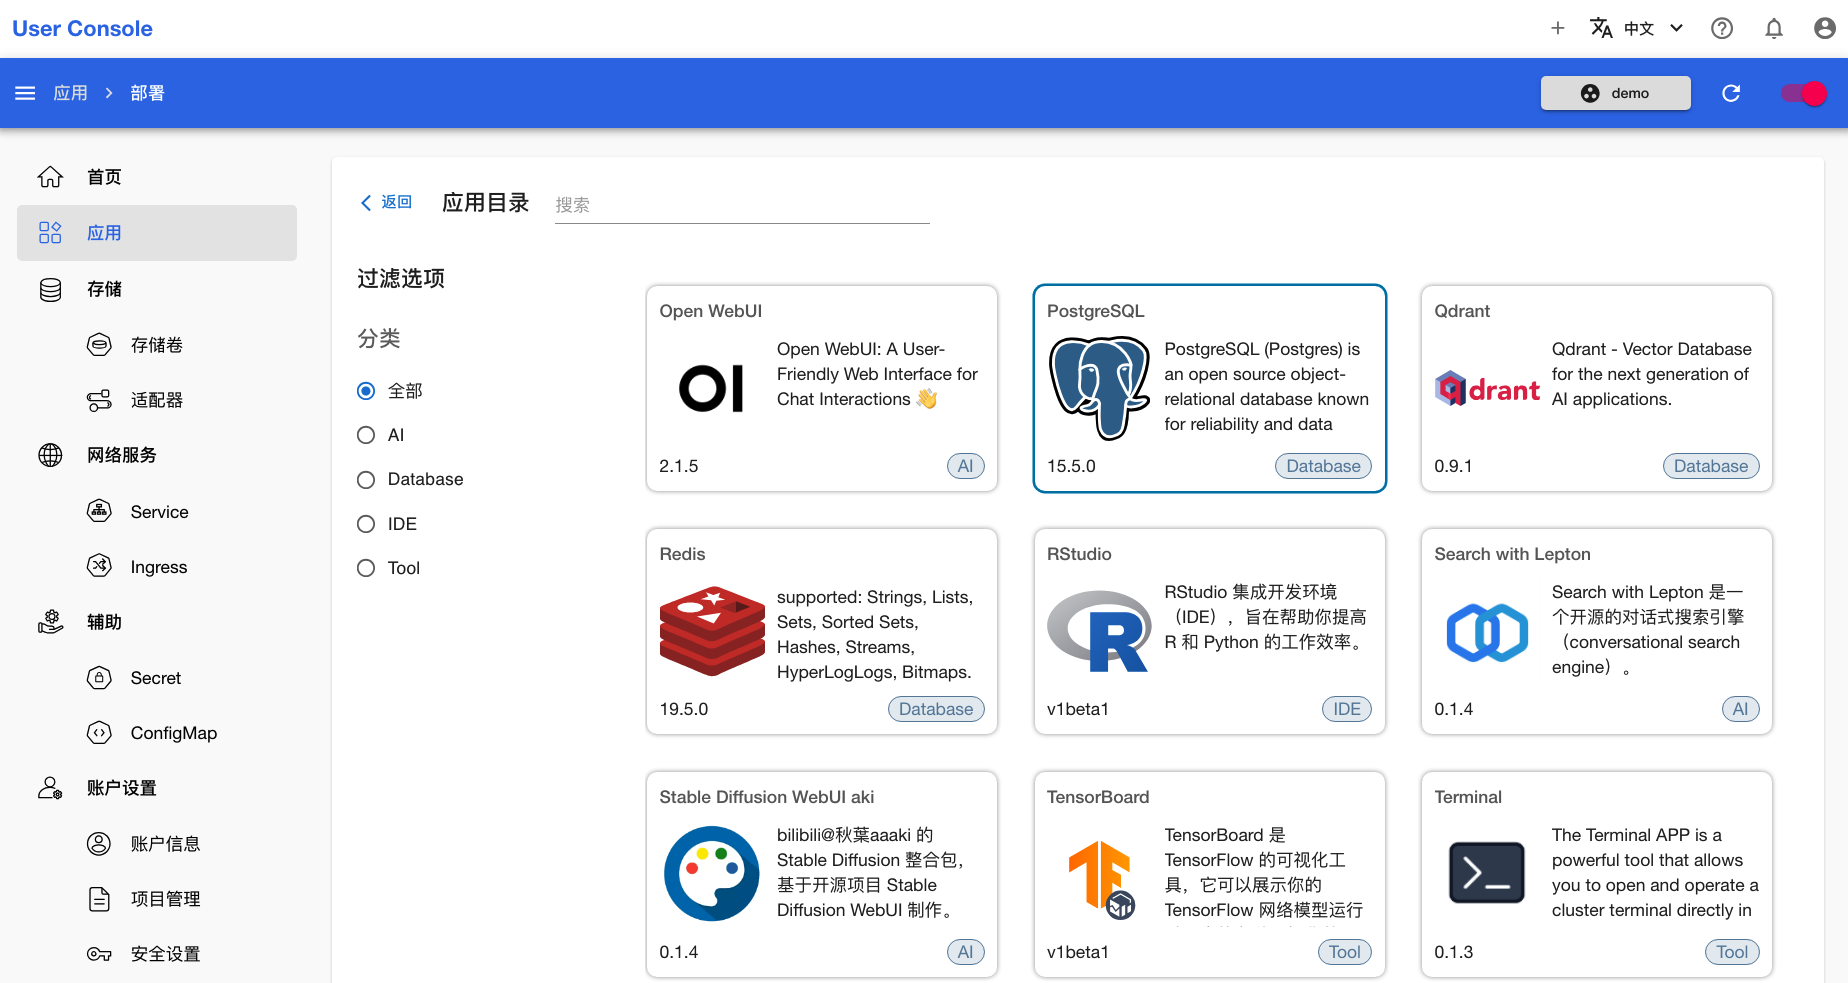 User Console
中文
应用
部署
demo
首页
应用
存储
存储卷
适配器
网络服务
Service
Ingress
辅助
Secret
ConfigMap
账户设置
账户信息
项目管理
安全设置
返回
应用目录
搜索
过滤选项
分类
全部
AI
Database
IDE
Tool
Open WebUI
OI
Open WebUI: A User-
Friendly Web Interface for
Chat Interactions 👋
2.1.5
AI
PostgreSQL
PostgreSQL (Postgres) is
an open source object-
relational database known
for reliability and data
15.5.0
Database
Qdrant
qdrant
Qdrant - Vector Database
for the next generation of
AI applications.
0.9.1
Database
Redis
supported: Strings, Lists,
Sets, Sorted Sets,
Hashes, Streams,
HyperLogLogs, Bitmaps.
19.5.0
Database
RStudio
R
RStudio 集成开发环境
（IDE），旨在帮助你提高
R 和 Python 的工作效率。
v1beta1
IDE
Search with Lepton
Search with Lepton 是一
个开源的对话式搜索引擎
（conversational search
engine）。
0.1.4
AI
Stable Diffusion WebUI aki
bilibili@秋葉aaaki 的
Stable Diffusion 整合包，
基于开源项目 Stable
Diffusion WebUI 制作。
0.1.4
AI
TensorBoard
TensorBoard 是
TensorFlow 的可视化工
具，它可以展示你的
TensorFlow 网络模型运行
v1beta1
Tool
Terminal
The Terminal APP is a
powerful tool that allows
you to open and operate a
cluster terminal directly in
0.1.3
Tool